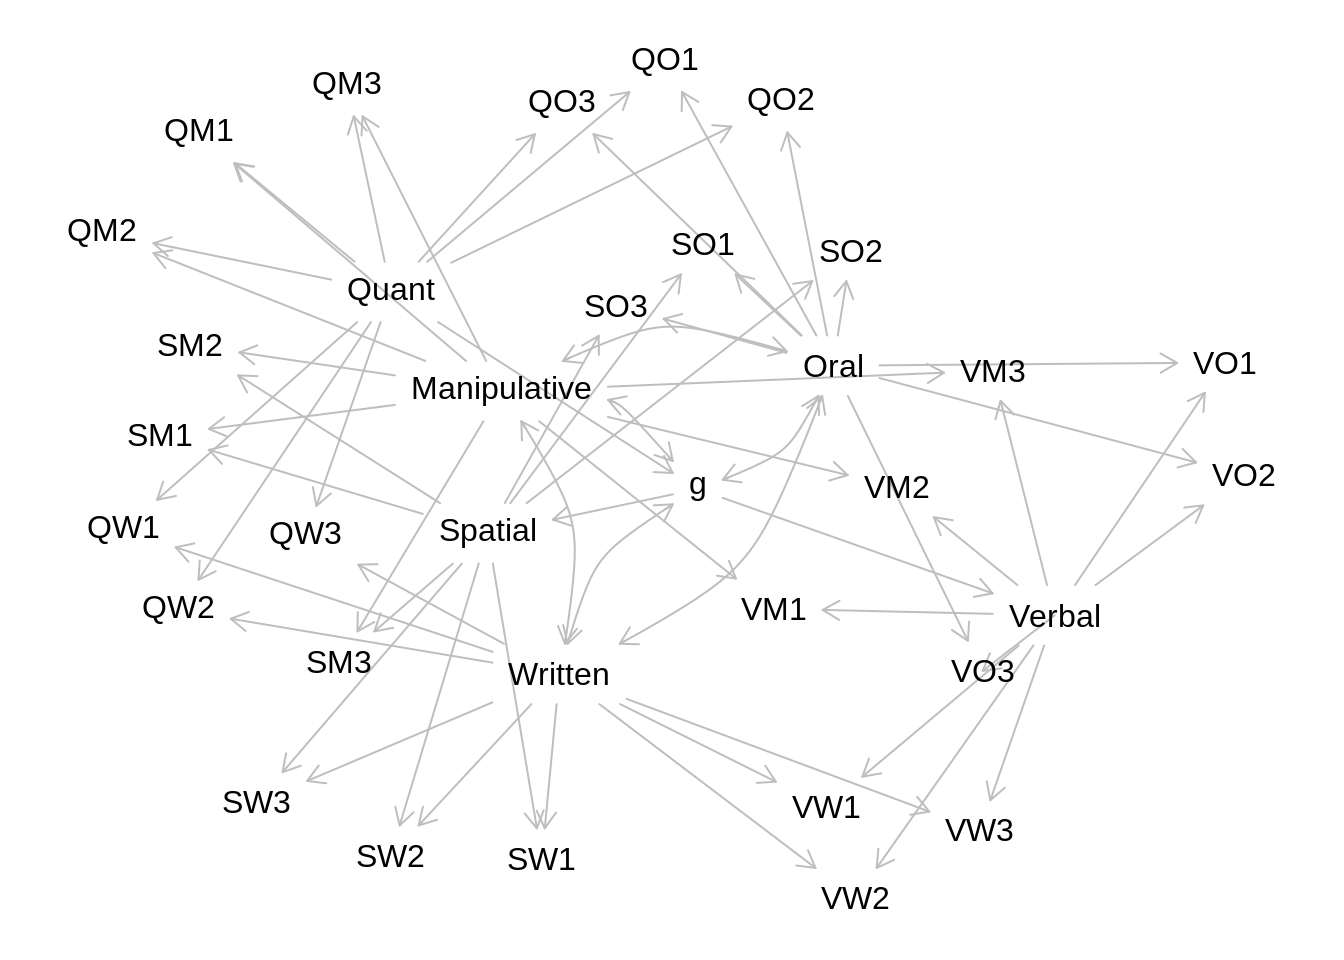 QO1
QM3
QO3
QO2
QM1
QM2
SO1
SO2
Quant
SO3
SM2
Oral
VM3
VO1
Manipulative
SM1
g
VM2
VO2
QW1
QW3
Spatial
QW2
VM1
Verbal
SM3
Written
VO3
SW3
VW1
VW3
SW2
SW1
VW2